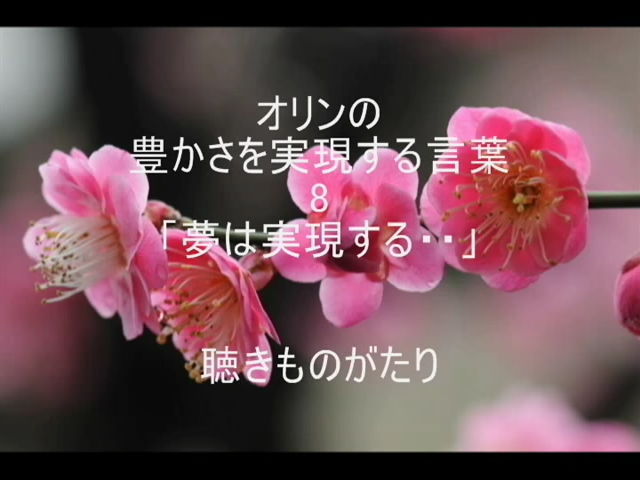 オリンの
豊かさを実現する言葉
8
「夢は実現する・・」
聴きものがたり